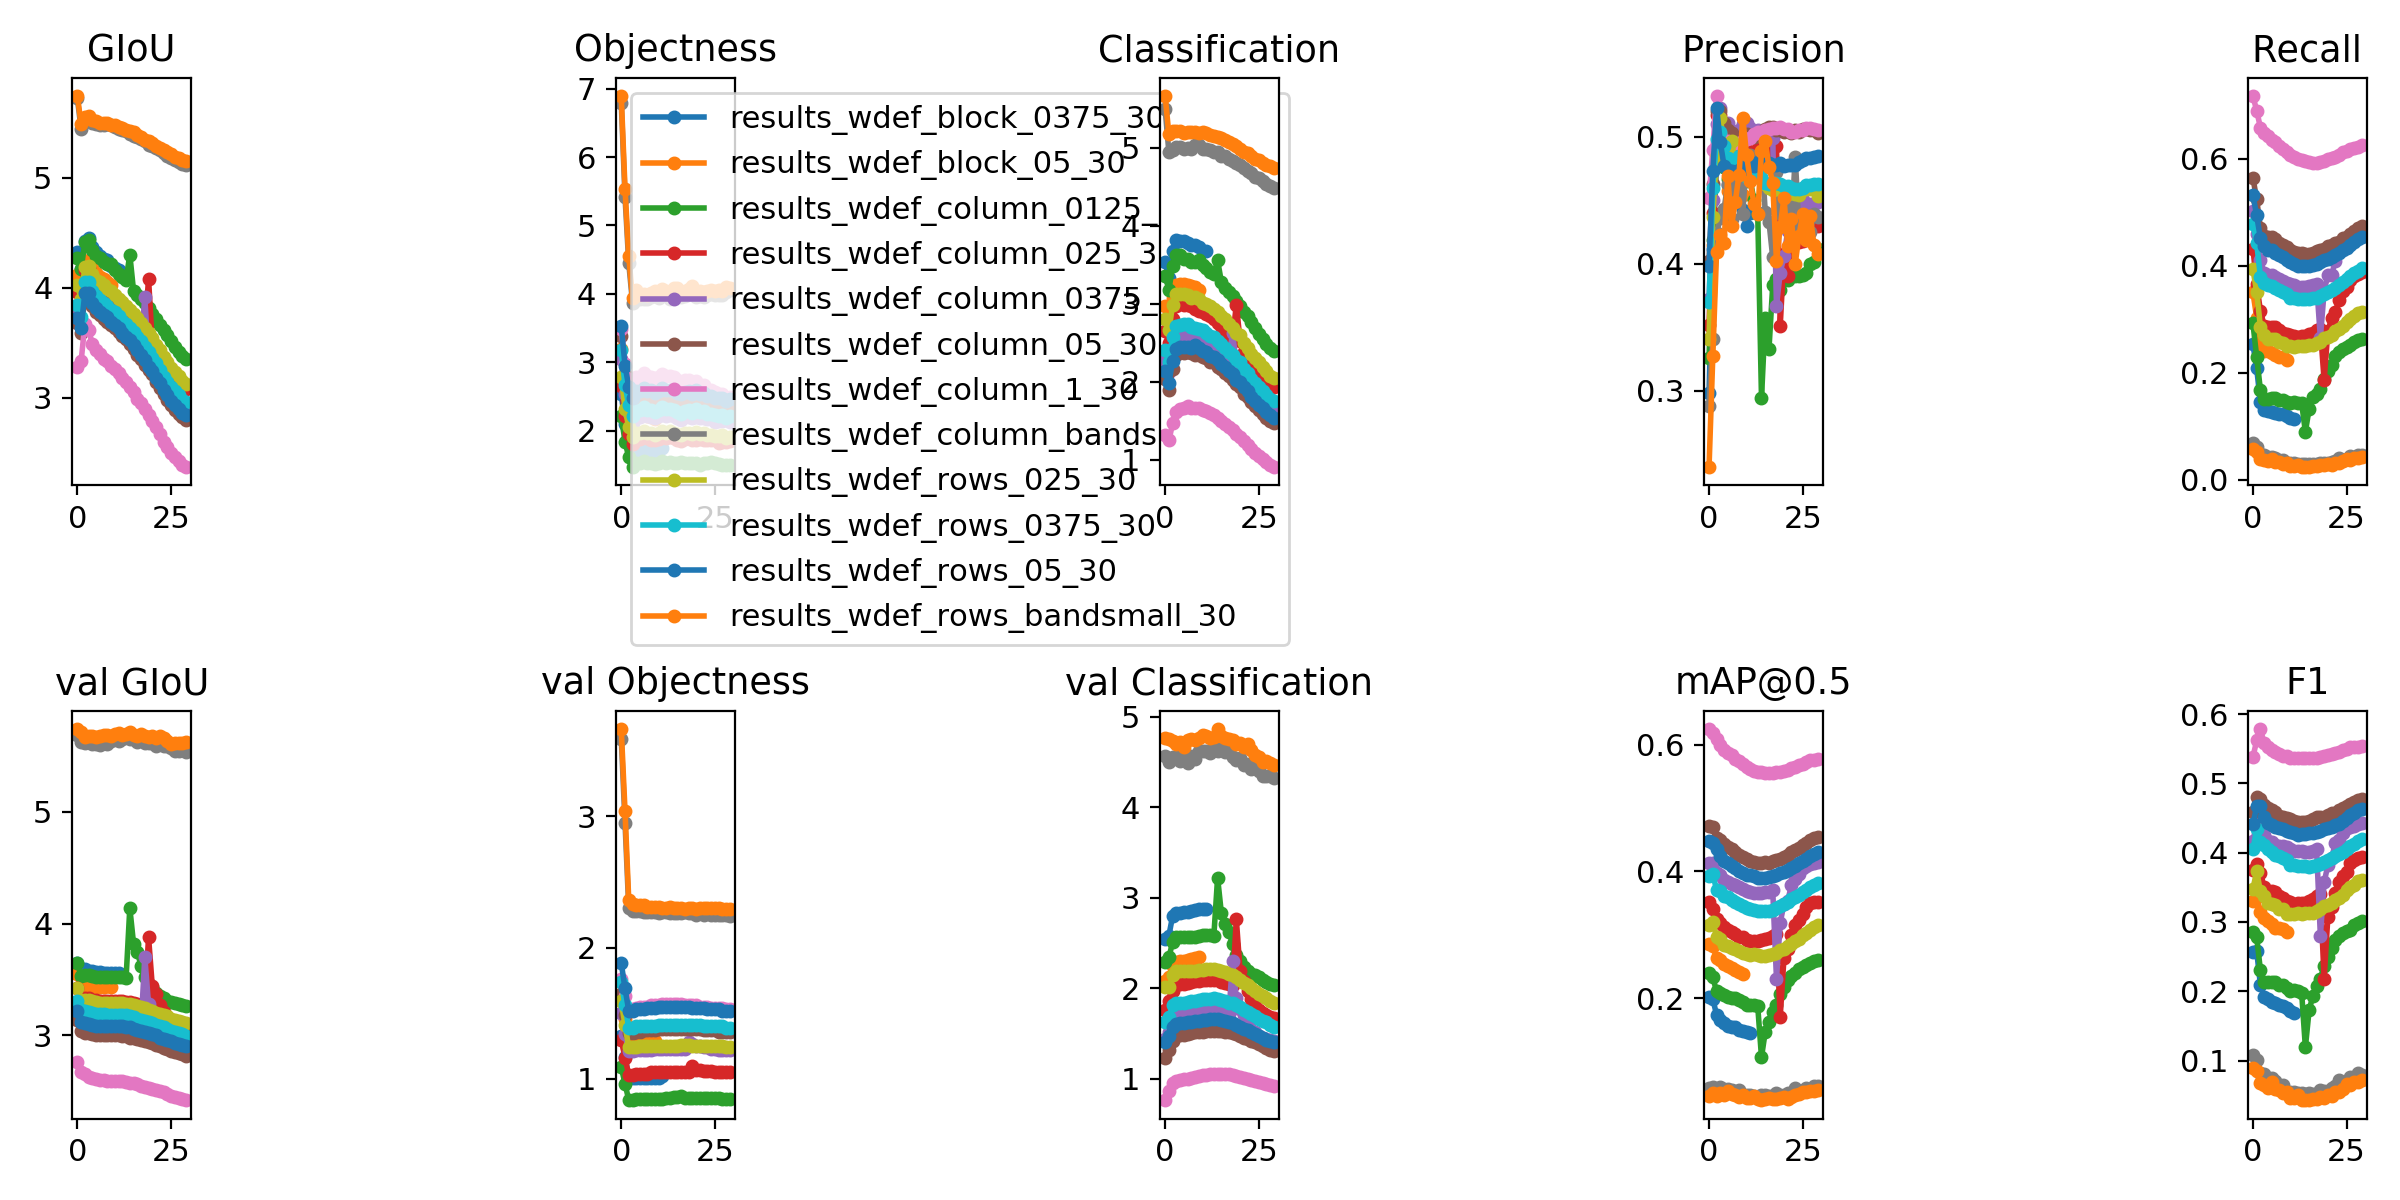 GIoU
Objectness
Classification
Precision
Recall
5
4
3
0
25
7
6
5
4
3
2
0
25
results_wdef_block_0375_30
results_wdef_block_05_30
results_wdef_column_0125_
results_wdef_column_025_3
results_wdef_column_0375_
results_wdef_column_05_30
results_wdef_column_1_30
results_wdef_column_bands
results_wdef_rows_025_30
results_wdef_rows_0375_30
results_wdef_rows_05_30
results_wdef_rows_bandsmall_30
5
4
3
2
1
0
25
0.5
0.4
0.3
0
25
0.6
0.4
0.2
0.0
0
25
val GIoU
val Objectness
val Classification
mAP@0.5
F1
5
4
3
0
25
3
2
1
0
25
5
4
3
2
1
0
25
0.6
0.4
0.2
0
25
0.6
0.5
0.4
0.3
0.2
0.1
0
25